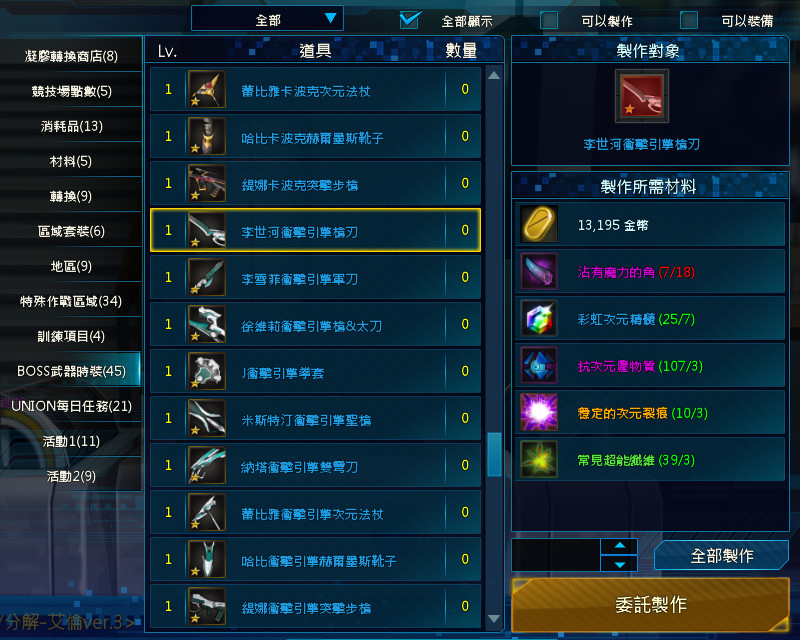 全部
全部顯示
可以製作
可以裝備
凝膠轉換商店(8)
競技場點數(5)
消耗品(13)
材料(5)
轉換(9)
區域套裝(6)
地區(9)
特殊作戰區域(34)
訓練項目(4)
BOSS武器時裝(45)
UNION每日任務(21)
活動1(11)
活動2(9)
Lv. 道具 數量
1 蕾比雅卡波克次元法杖 0
1 哈比卡波克赫爾墨斯靴子 0
1 緹娜卡波克突擊步槍 0
1 李世河衝擊引擎槍刃 0
1 李雪菲衝擊引擎軍刀 0
1 徐維莉衝擊引擎槍&太刀 0
1 J衝擊引擎拳套 0
1 米斯特汀衝擊引擎聖槍 0
1 納塔衝擊引擎雙彎刀 0
1 蕾比雅衝擊引擎次元法杖 0
1 哈比衝擊引擎赫爾墨斯靴子 0
1 緹娜衝擊引擎突擊步槍 0
製作對象
李世河衝擊引擎槍刃
製作所需材料
13,195 金幣
沾有魔力的角 (7/18)
彩虹次元精髓 (25/7)
抗次元塵物質 (107/3)
穩定的次元裂痕 (10/3)
常見超能纖維 (39/3)
全部製作
委託製作
/分解-艾倫ver.3>